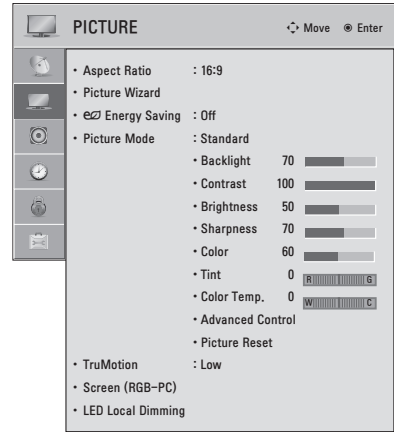 PICTURE Move Enter
• Aspect Ratio : 16:9
• Picture Wizard
• Energy Saving : Off
• Picture Mode : Standard
• Backlight 70
• Contrast 100
• Brightness 50
• Sharpness 70
• Color 60
• Tint 0 R G
• Color Temp. 0 W C
• Advanced Control
• Picture Reset
• TruMotion : Low
• Screen (RGB-PC)
• LED Local Dimming